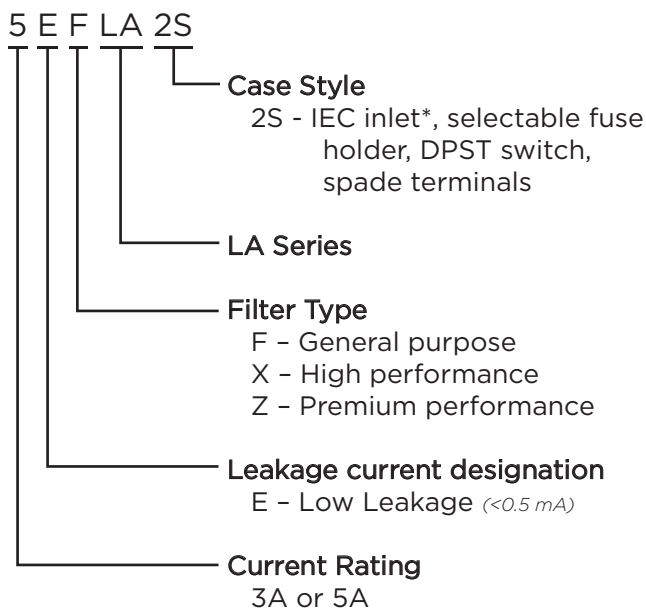 5 E F LA 2S
Case Style
2S - IEC inlet*, selectable fuse
holder, DPST switch,
spade terminals
LA Series
Filter Type
F – General purpose
X – High performance
Z – Premium performance
Leakage current designation
E – Low Leakage (<0.5 mA)
Current Rating
3A or 5A